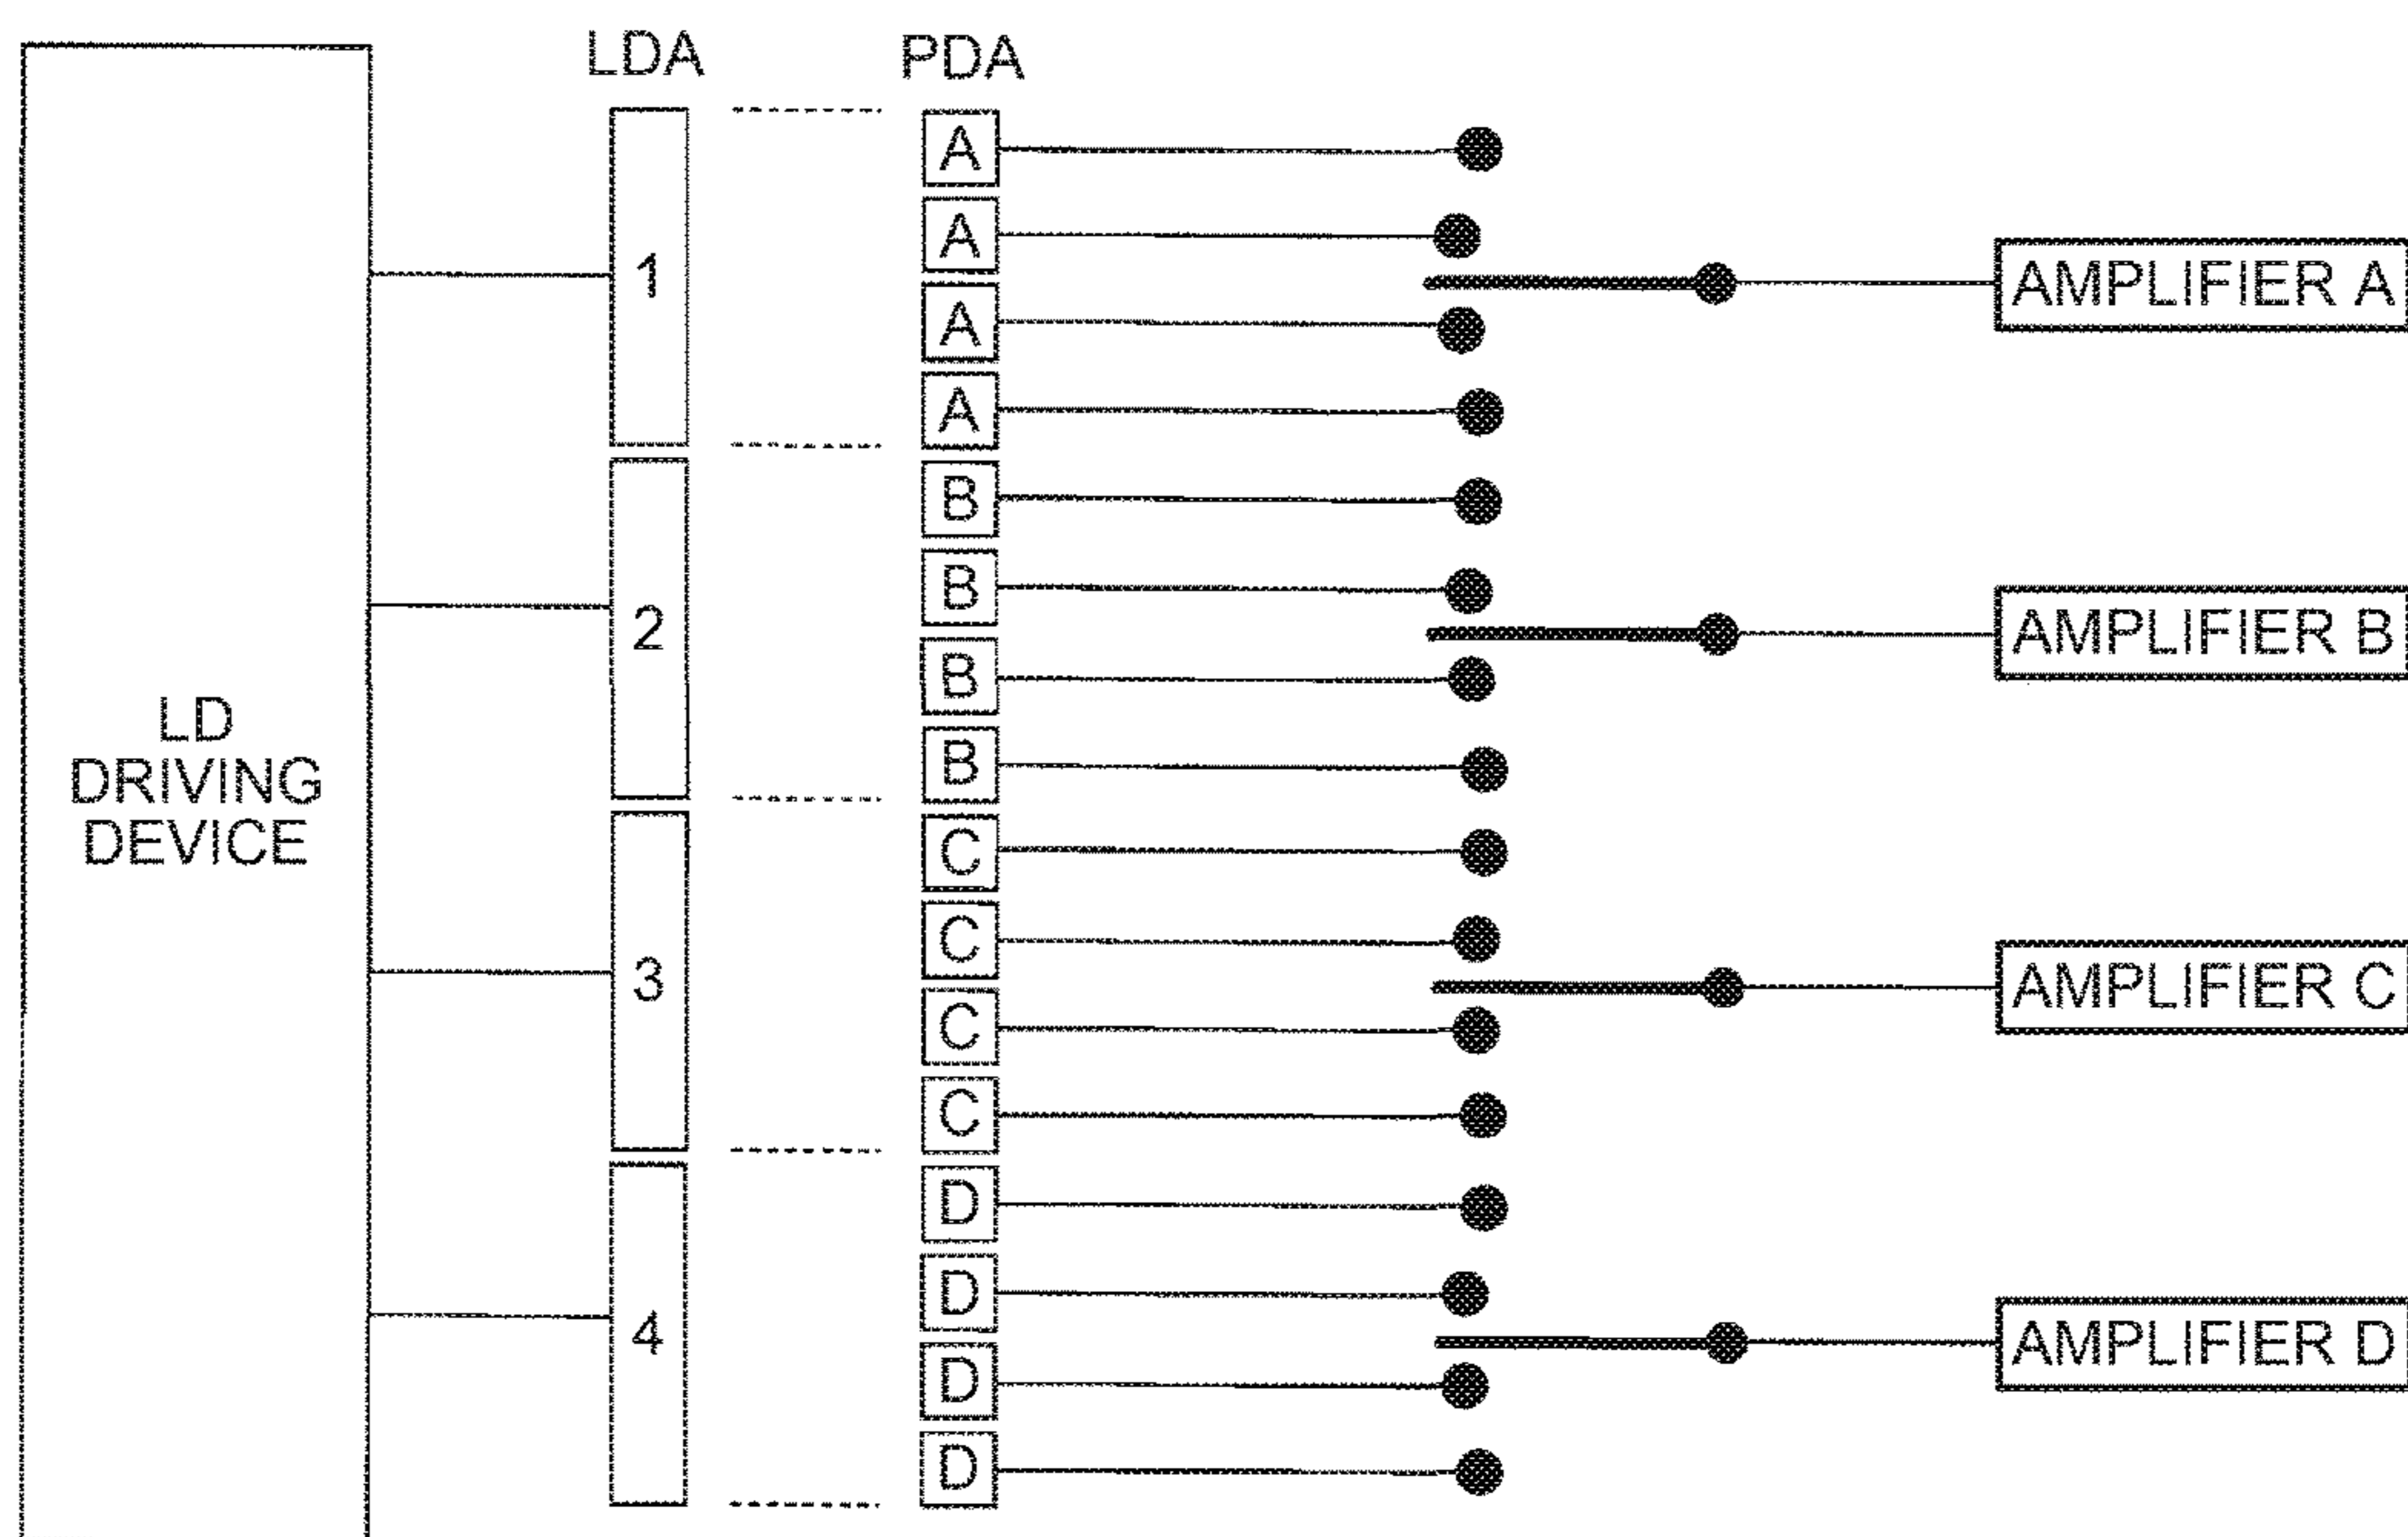 LDA
PDA
LD
DRIVING
DEVICE
1
2
3
4
A
A
A
A
B
B
B
B
C
C
C
C
D
D
D
D
AMPLIFIER A
AMPLIFIER B
AMPLIFIER C
AMPLIFIER D